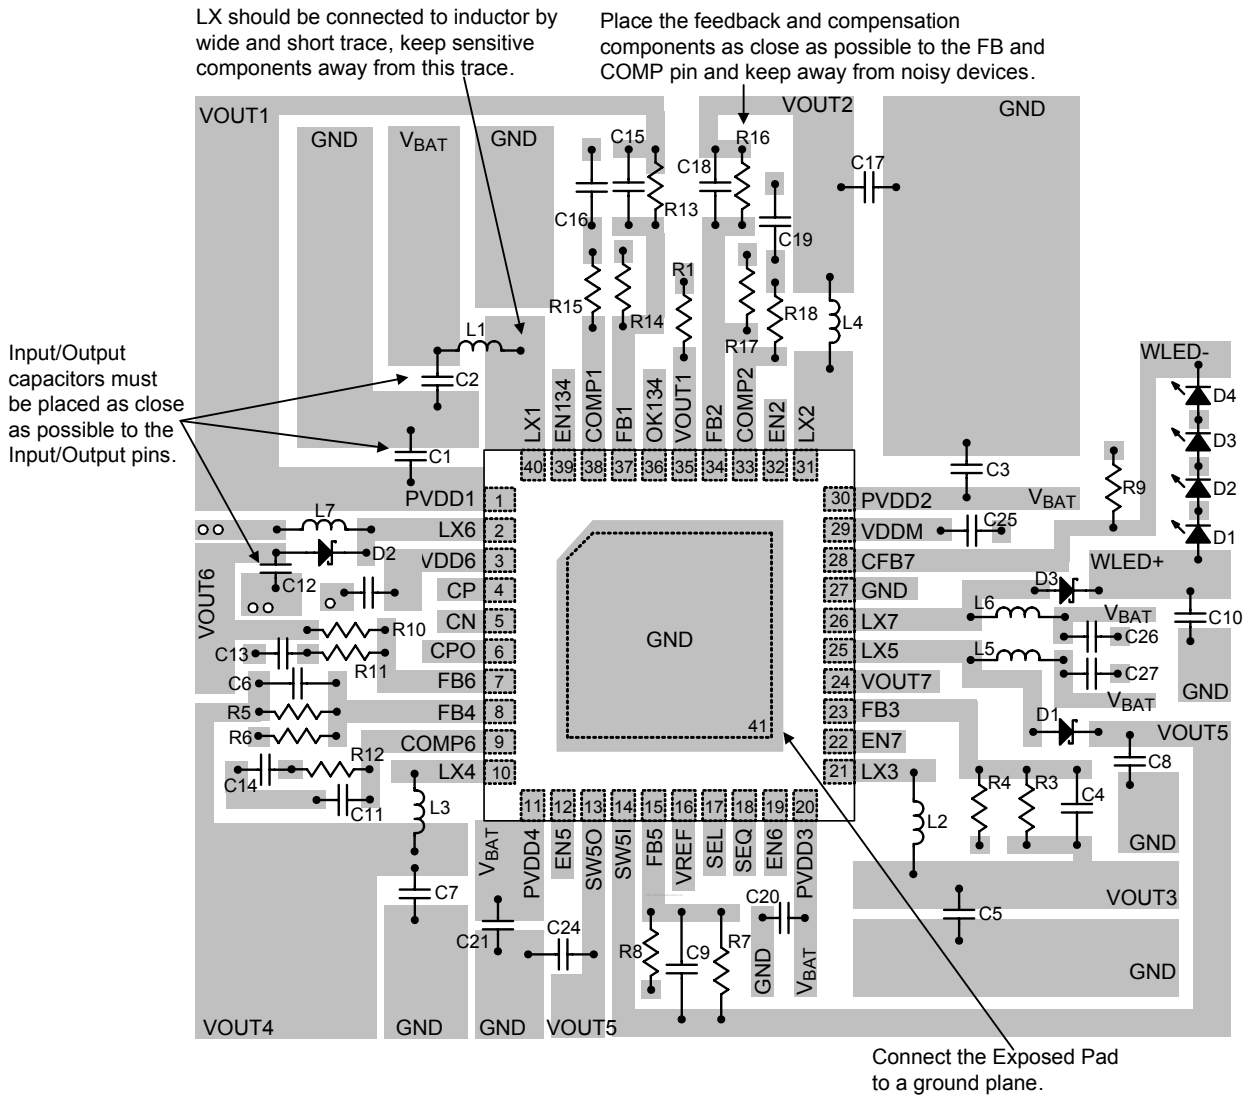 LX should be connected to inductor by
wide and short trace, keep sensitive
components away from this trace.
Place the feedback and compensation
components as close as possible to the FB and
COMP pin and keep away from noisy devices.
VOUT1
GND
VBAT
GND
VOUT2
GND
C15
R16
C18
C17
C16
R13
C19
R1
R15
R14
R17
R18
L4
L1
C2
Input/Output
capacitors must
be placed as close
as possible to the
Input/Output pins.
WLED-
D4
D3
D2
D1
LX1
EN134
COMP1
FB1
OK134
VOUT1
FB2
COMP2
EN2
LX2
C1
C3
R9
40
39
38
37
36
35
34
33
32
31
PVDD1
1
30
PVDD2
VBAT
L7
LX6
2
29
VDDM
C25
D2
VDD6
3
28
CFB7
WLED+
VOUT6
C12
CP
4
27
GND
D3
CN
5
26
LX7
L6
VBAT
C10
R10
C26
C13
R11
CPO
6
GND
25
LX5
L5
C27
C6
FB6
7
24
VOUT7
VBAT
GND
R5
FB4
8
23
FB3
D1
VOUT5
R6
COMP6
9
41
22
EN7
C8
R12
C14
C11
LX4
10
21
LX3
R4
R3
C4
L3
L2
11
12
13
14
15
16
17
18
19
20
VBAT
PVDD4
EN5
SW5O
SW5I
FB5
VREF
SEL
SEQ
EN6
PVDD3
GND
C7
C20
VOUT3
C5
C21
C24
R8
C9
R7
GND
VBAT
GND
VOUT4
GND
GND
VOUT5
Connect the Exposed Pad
to a ground plane.